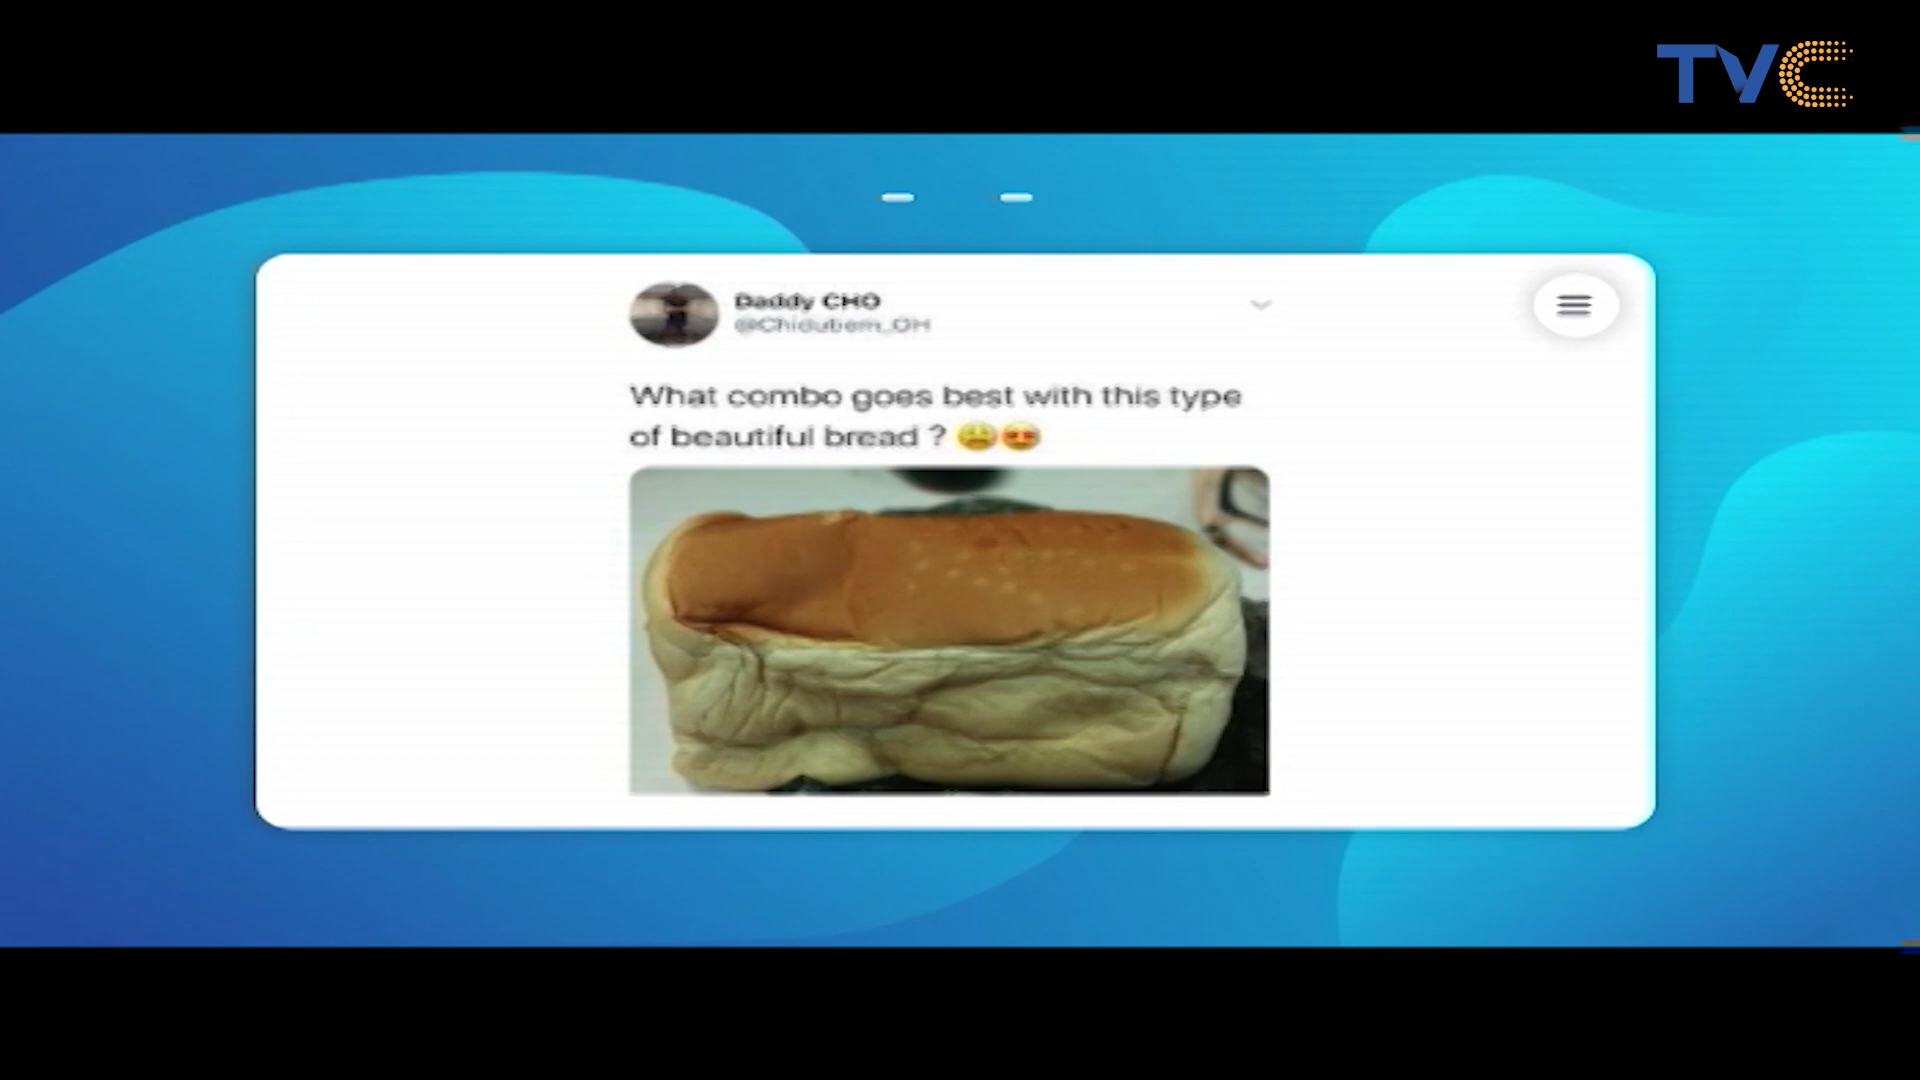 TVC
Daddy CHO
@Chidubem_OH
What combo goes best with this type
of beautiful bread ? 😩😍